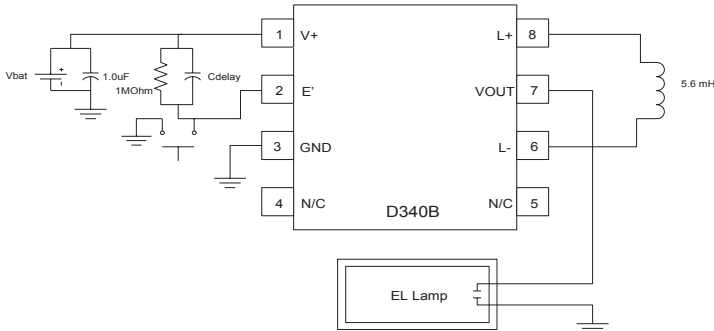 1 V+ L+ 8
Vbat + - 1.0uF 1MOhm Cdelay
5.6 mH
2 E' VOUT 7
3 GND L- 6
4 N/C N/C 5
D340B
EL Lamp